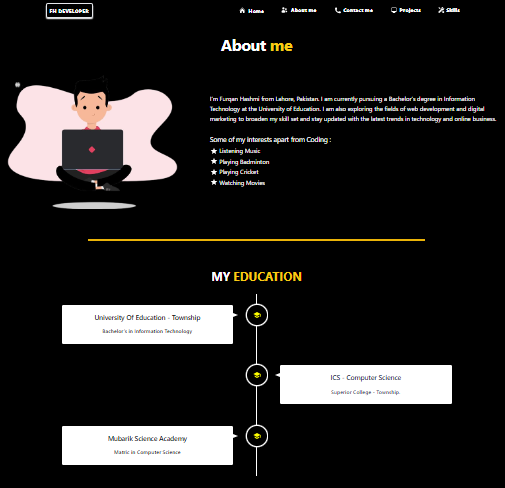 FH DEVELOPER
Home
About me
Contact me
Projects
Skills
About me
I'm Furqan Hashmi from Lahore, Pakistan. I am currently pursuing a Bachelor's degree in Information
Technology at the University of Education. I am also exploring the fields of web development and digital
marketing to broaden my skill set and stay updated with the latest trends in technology and online business.
Some of my interests apart from Coding :
Listening Music
Playing Badminton
Playing Cricket
Watching Movies
MY EDUCATION
University Of Education - Township
Bachelor's in Information Technology
ICS - Computer Science
Superior College - Township.
Mubarik Science Academy
Matric in Computer Science